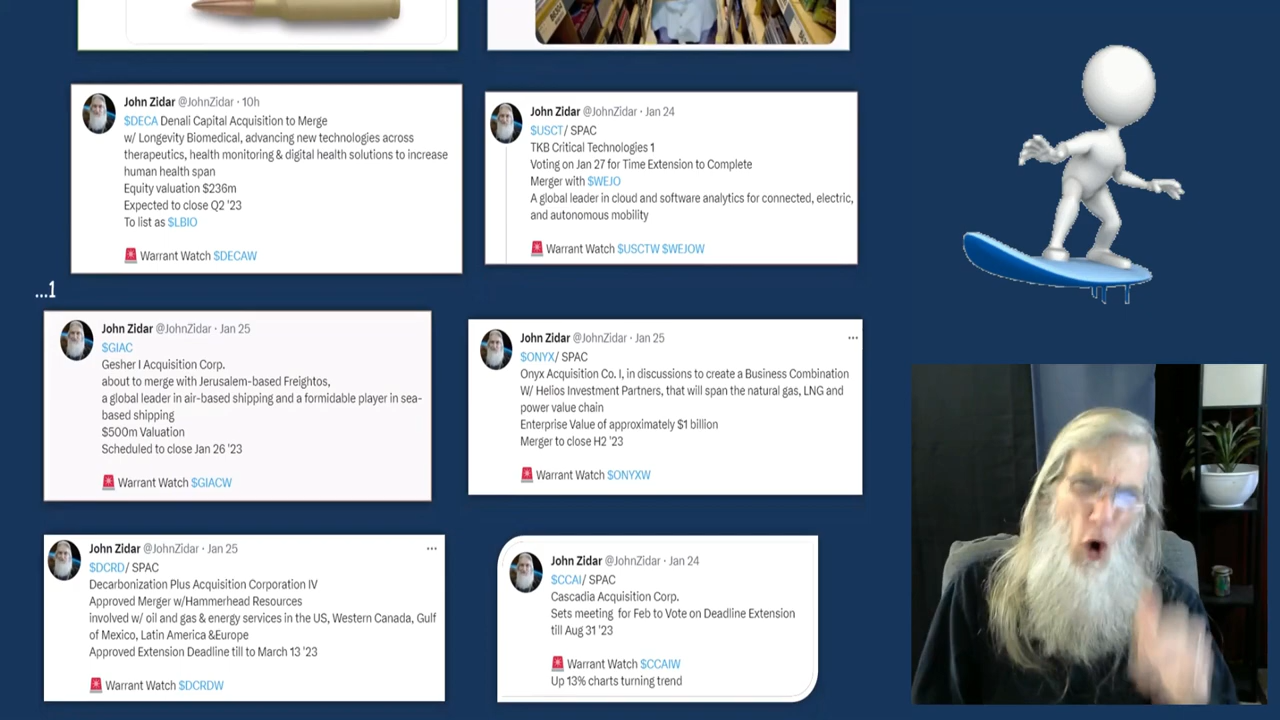 John Zidar @JohnZidar · 10h
$DECA Denali Capital Acquisition to Merge
w/ Longevity Biomedical, advancing new technologies across
therapeutics, health monitoring & digital health solutions to increase
human health span
Equity valuation $236m
Expected to close Q2 '23
To list as $LBIO
🚨 Warrant Watch $DECAW
John Zidar @JohnZidar · Jan 24
$USCT/ SPAC
TKB Critical Technologies 1
Voting on Jan 27 for Time Extension to Complete
Merger with $WEJO
A global leader in cloud and software analytics for connected, electric,
and autonomous mobility
🚨 Warrant Watch $USCTW $WEJOW
...1
John Zidar @JohnZidar · Jan 25
$GIAC
Gesher I Acquisition Corp.
about to merge with Jerusalem-based Freightos,
a global leader in air-based shipping and a formidable player in sea-
based shipping
$500m Valuation
Scheduled to close Jan 26 '23
🚨 Warrant Watch $GIACW
John Zidar @JohnZidar · Jan 25
$ONYX/ SPAC
Onyx Acquisition Co. I, in discussions to create a Business Combination
W/ Helios Investment Partners, that will span the natural gas, LNG and
power value chain
Enterprise Value of approximately $1 billion
Merger to close H2 '23
🚨 Warrant Watch $ONYXW
John Zidar @JohnZidar · Jan 25
$DCRD/ SPAC
Decarbonization Plus Acquisition Corporation IV
Approved Merger w/Hammerhead Resources
involved w/ oil and gas & energy services in the US, Western Canada, Gulf
of Mexico, Latin America &Europe
Approved Extension Deadline till to March 13 '23
🚨 Warrant Watch $DCRDW
John Zidar @JohnZidar · Jan 24
$CCAI/ SPAC
Cascadia Acquisition Corp.
Sets meeting  for Feb to Vote on Deadline Extension
till Aug 31 '23
🚨 Warrant Watch $CCAIW
Up 13% charts turning trend